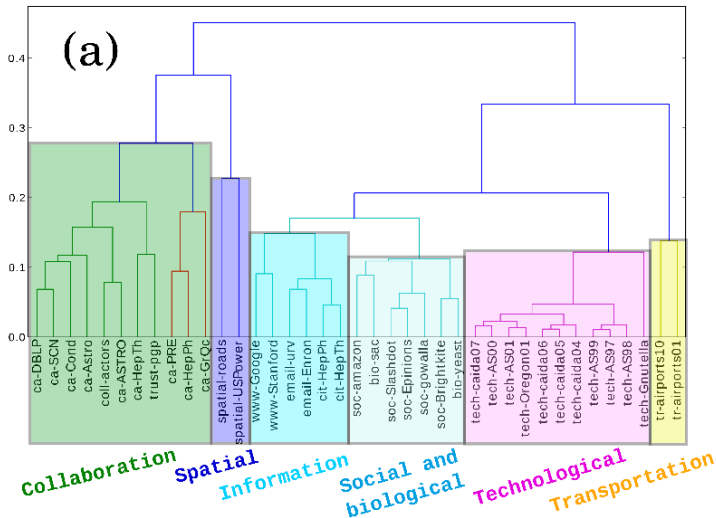 (a)
0.4
0.3
0.2
0.1
0.0
ca-DBLP
ca-SCN
ca-Cond
ca-Astro
coll-actors
ca-ASTRO
ca-HepTh
trust-pgp
ca-PRE
ca-HepPh
ca-GrQc
spatial-roads
spatial-USPower
www-Google
www-Stanford
email-urv
email-Enron
cit-HepPh
cit-HepTh
soc-amazon
bio-sac
soc-Slashdot
soc-Epinions
soc-gowalla
soc-Brightkite
bio-yeast
tech-caida07
tech-AS00
tech-AS01
tech-Oregon01
tech-caida06
tech-caida05
tech-caida04
tech-AS99
tech-AS97
tech-AS98
tech-Gnutella
tr-airports10
tr-airports01
Collaboration
Spatial
Information
Social and
biological
Technological
Transportation